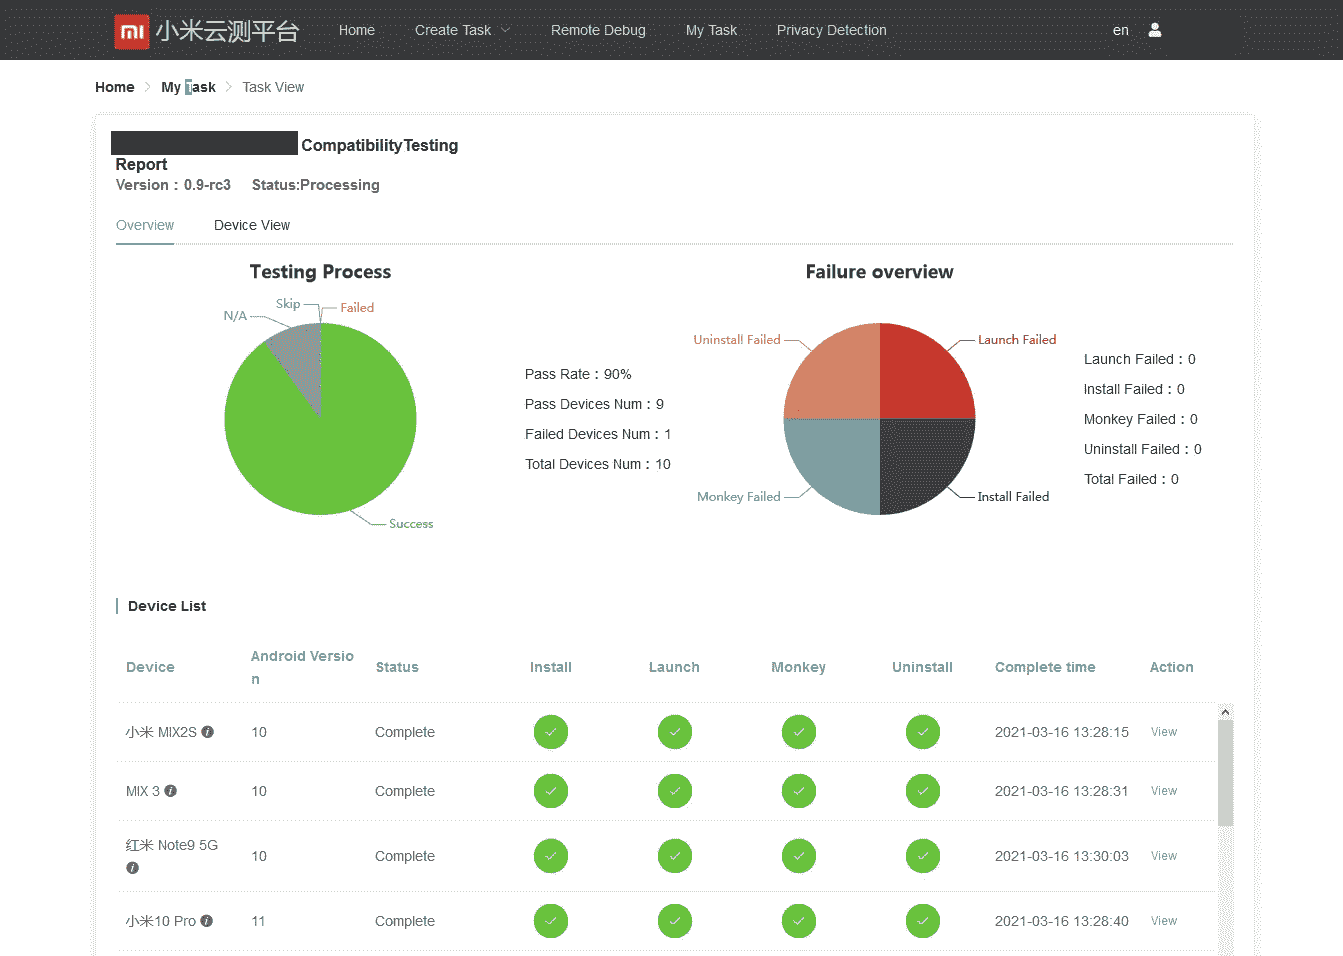 mi 小米云测平台 Home Create Task Remote Debug My Task Privacy Detection en
Home My Task Task View
CompatibilityTesting
Report
Version：0.9-rc3 Status:Processing
Overview Device View
Testing Process
Skip
Failed
N/A
Success
Pass Rate：90%
Pass Devices Num：9
Failed Devices Num：1
Total Devices Num：10
Failure overview
Uninstall Failed
Launch Failed
Monkey Failed
Install Failed
Launch Failed：0
Install Failed：0
Monkey Failed：0
Uninstall Failed：0
Total Failed：0
Device List
Device Android Versio
n Status Install Launch Monkey Uninstall Complete time Action
小米 MIX2S 10 Complete 2021-03-16 13:28:15 View
MIX 3 10 Complete 2021-03-16 13:28:31 View
红米 Note9 5G 10 Complete 2021-03-16 13:30:03 View
小米10 Pro 11 Complete 2021-03-16 13:28:40 View